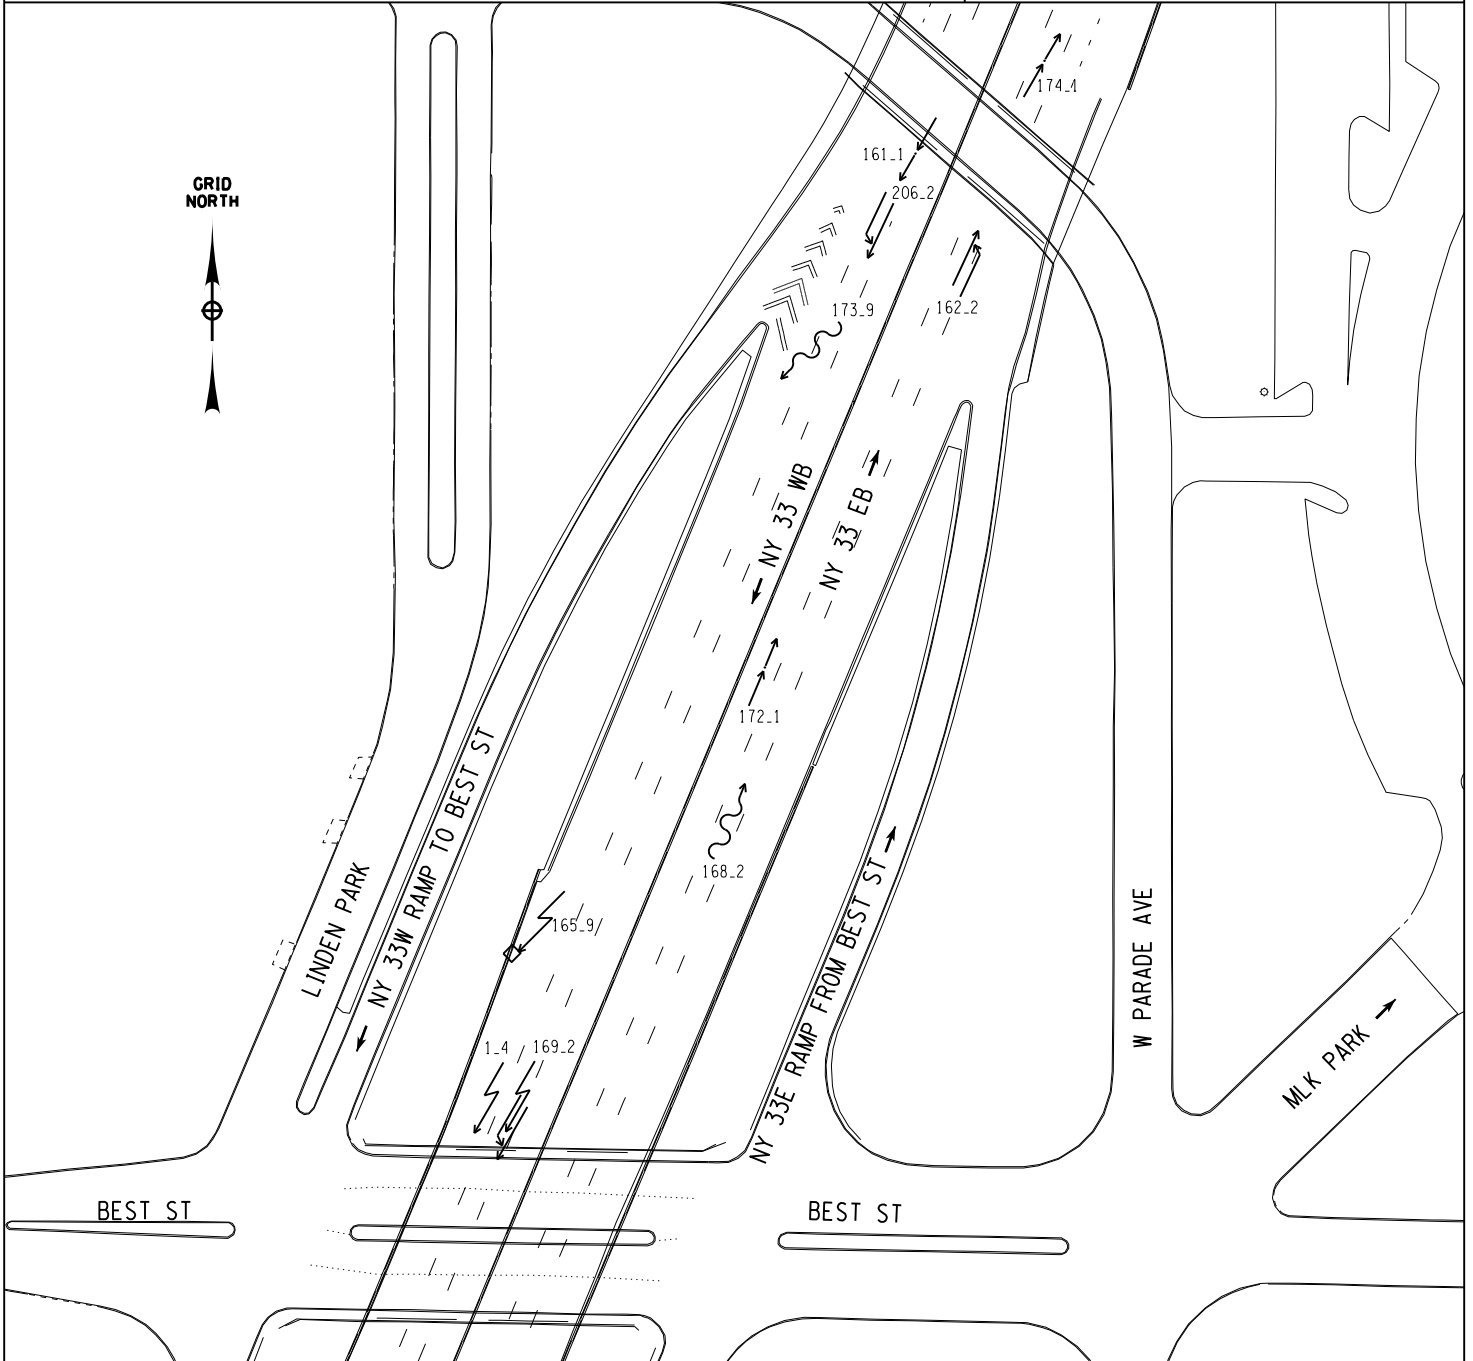 174_1
161_1
GRID
NORTH
206_2
173_9
162_2
NY 33 WB
NY 33 EB
172_1
NY 33W RAMP TO BEST ST
168_2
LINDEN PARK
165_9
NY 33E RAMP FROM BEST ST
W PARADE AVE
MLK PARK
1_4
169_2
BEST ST
BEST ST